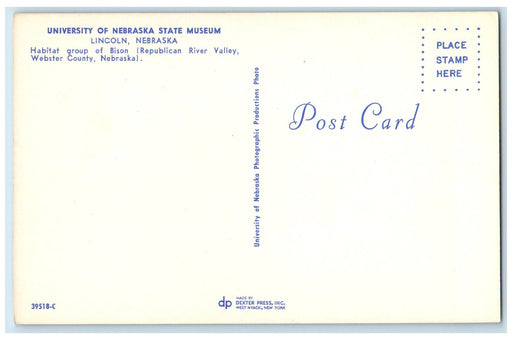 UNIVERSITY OF NEBRASKA STATE MUSEUM
LINCOLN, NEBRASKA
Habitat group of Bison (Republican River Valley,
Webster County, Nebraska).
PLACE
STAMP
HERE
Post Card
University of Nebraska Photographic Productions Photo
39518-C
dp
MADE BY
DEXTER PRESS, INC.
WEST NYACK, NEW YORK